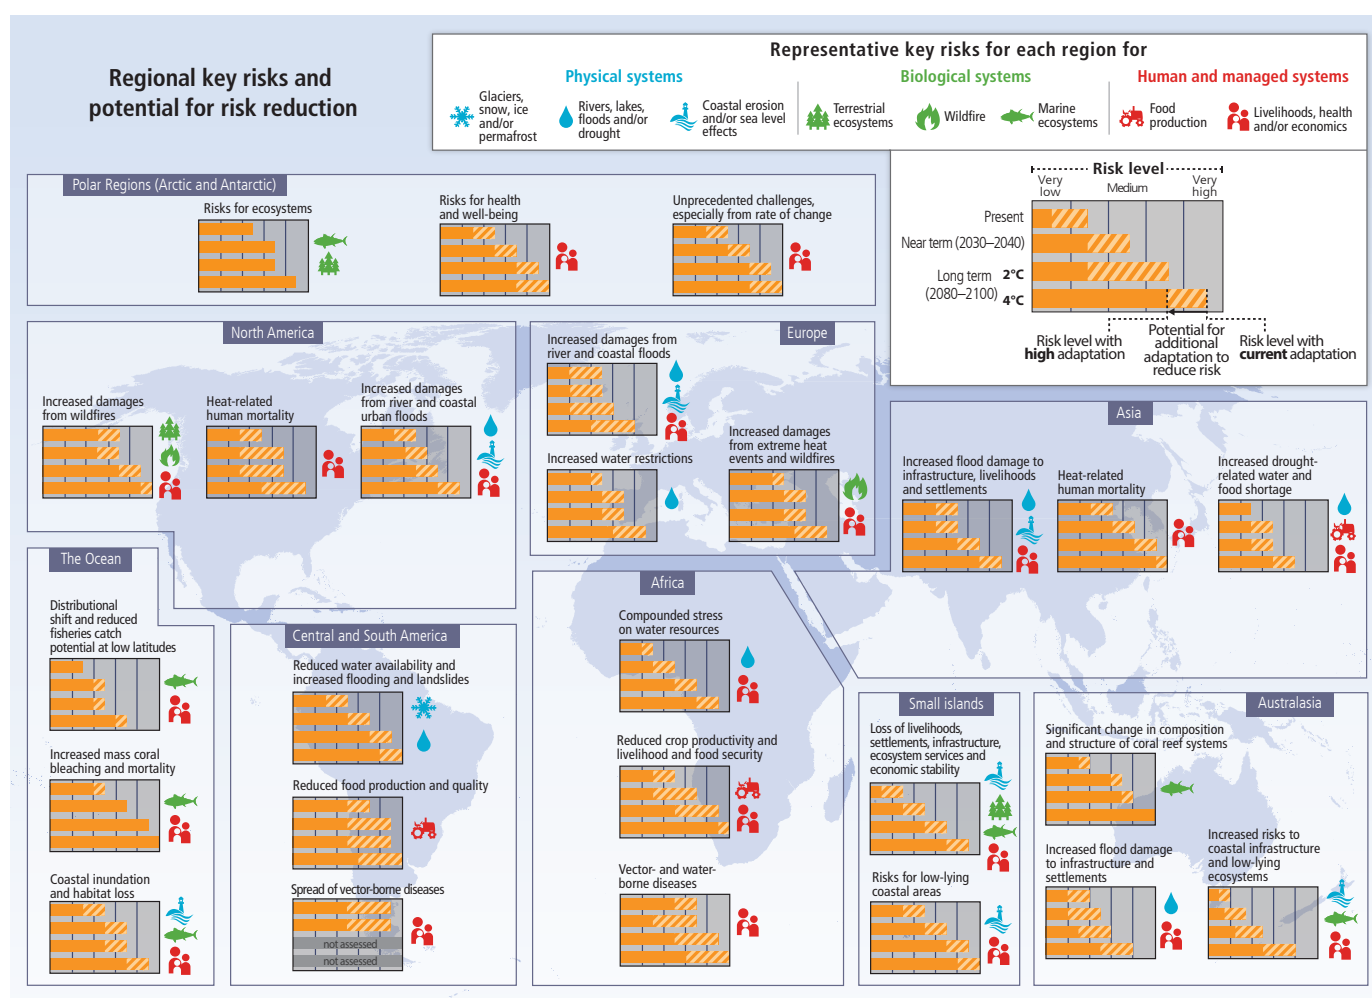 Regional key risks and
potential for risk reduction
Representative key risks for each region for
Physical systems
Biological systems
Human and managed systems
Glaciers,
snow, ice
and/or
permafrost
Rivers, lakes,
floods and/or
drought
Coastal erosion
and/or sea level
effects
Terrestrial
ecosystems
Wildfire
Marine
ecosystems
Food
production
Livelihoods, health
and/or economics
Risk level
Very
low
Medium
Very
high
Present
Near term (2030–2040)
Long term
(2080–2100)
2°C
4°C
Risk level with
high adaptation
Potential for
additional
adaptation to
reduce risk
Risk level with
current adaptation
Polar Regions (Arctic and Antarctic)
Risks for ecosystems
Risks for health
and well-being
Unprecedented challenges,
especially from rate of change
North America
Increased damages
from wildfires
Heat-related
human mortality
Increased damages
from river and coastal
urban floods
Europe
Increased damages from
river and coastal floods
Increased water restrictions
Increased damages
from extreme heat
events and wildfires
Asia
Increased flood damage to
infrastructure, livelihoods
and settlements
Heat-related
human mortality
Increased drought-
related water and
food shortage
The Ocean
Distributional
shift and reduced
fisheries catch
potential at low latitudes
Increased mass coral
bleaching and mortality
Coastal inundation
and habitat loss
Central and South America
Reduced water availability and
increased flooding and landslides
Reduced food production and quality
Spread of vector-borne diseases
not assessed
not assessed
Africa
Compounded stress
on water resources
Reduced crop productivity and
livelihood and food security
Vector- and water-
borne diseases
Small islands
Loss of livelihoods,
settlements, infrastructure,
ecosystem services and
economic stability
Risks for low-lying
coastal areas
Australasia
Significant change in composition
and structure of coral reef systems
Increased flood damage
to infrastructure and
settlements
Increased risks to
coastal infrastructure
and low-lying
ecosystems